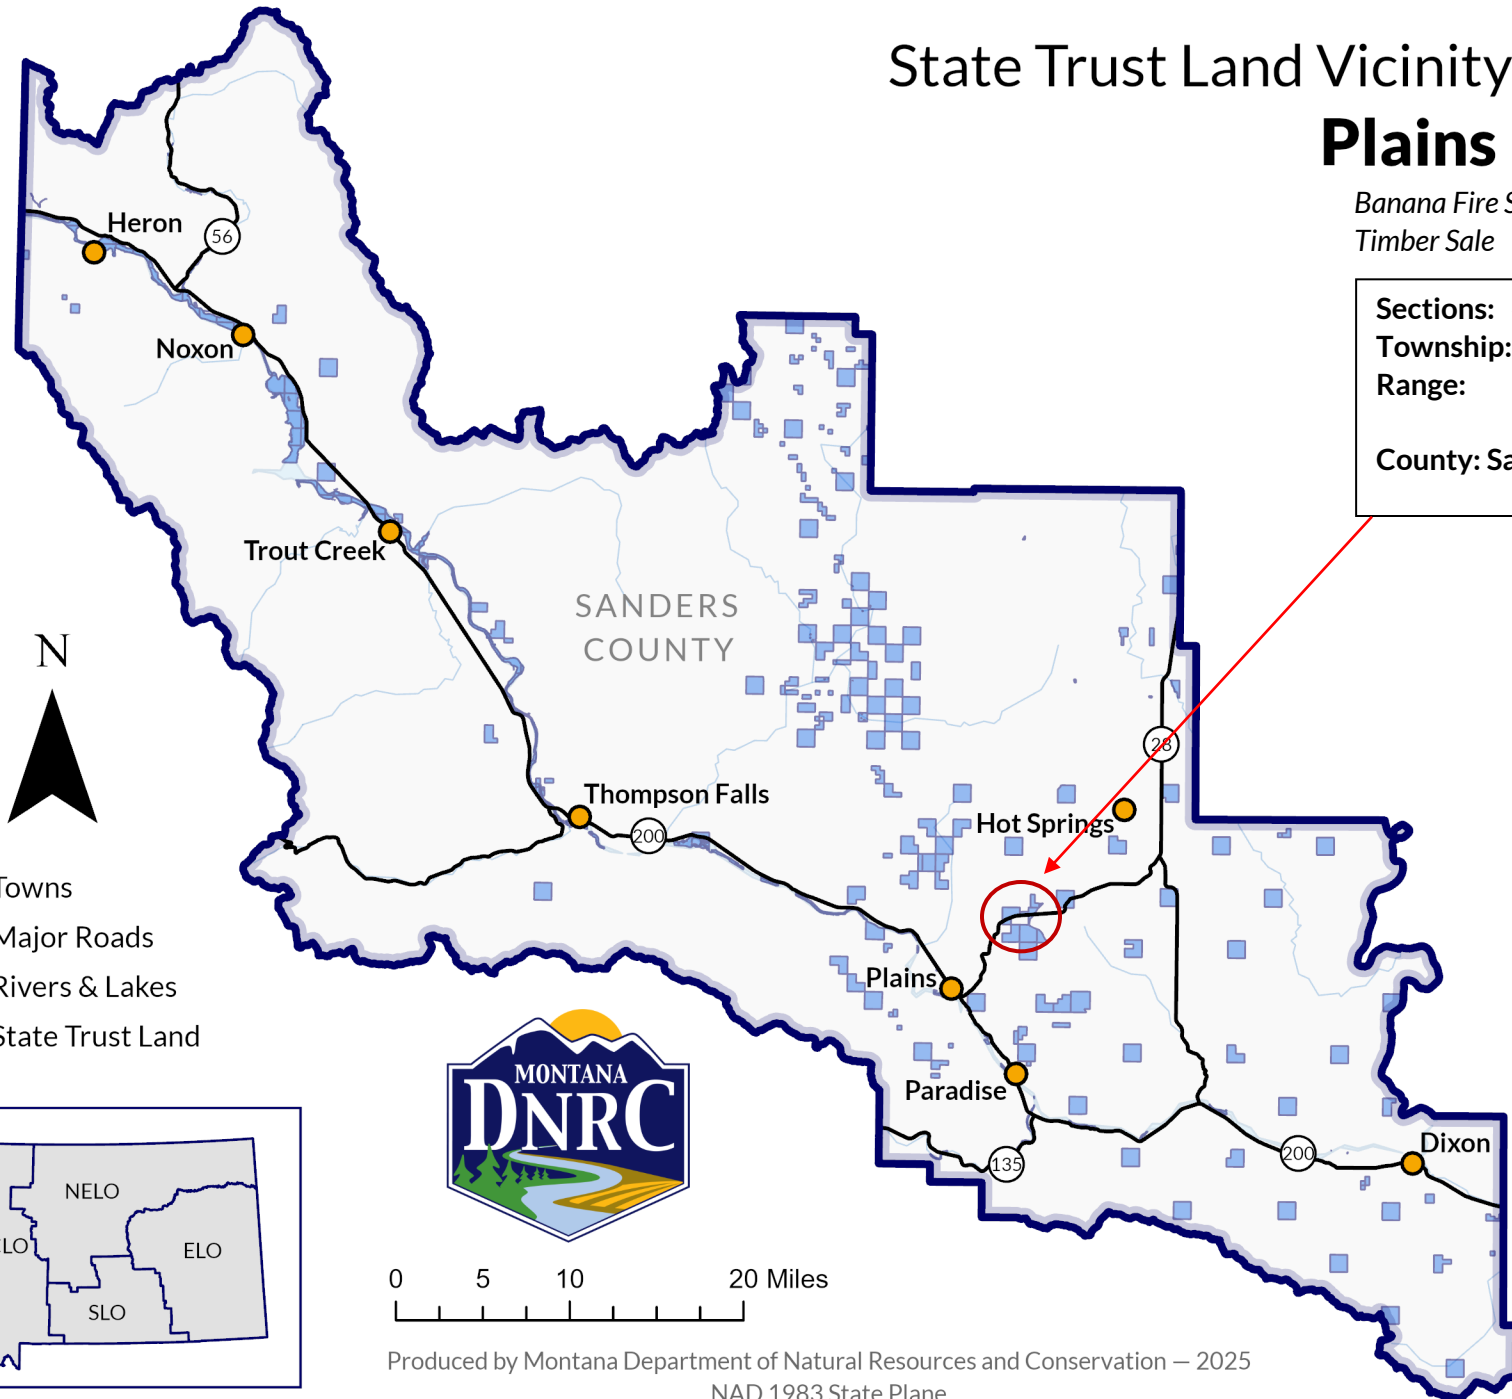 State Trust Land Vicinity
Plains
Banana Fire S
Timber Sale
Sections:
Township:
Range:
County: Sa
Heron
56
Noxon
Trout Creek
SANDERS
COUNTY
N
28
Thompson Falls
Hot Springs
200
Towns
Major Roads
Rivers & Lakes
State Trust Land
Plains
Paradise
MONTANA
DNRC
135
200
Dixon
NELO
CLO
ELO
SLO
0 5 10 20 Miles
Produced by Montana Department of Natural Resources and Conservation — 2025
NAD 1983 State Plane